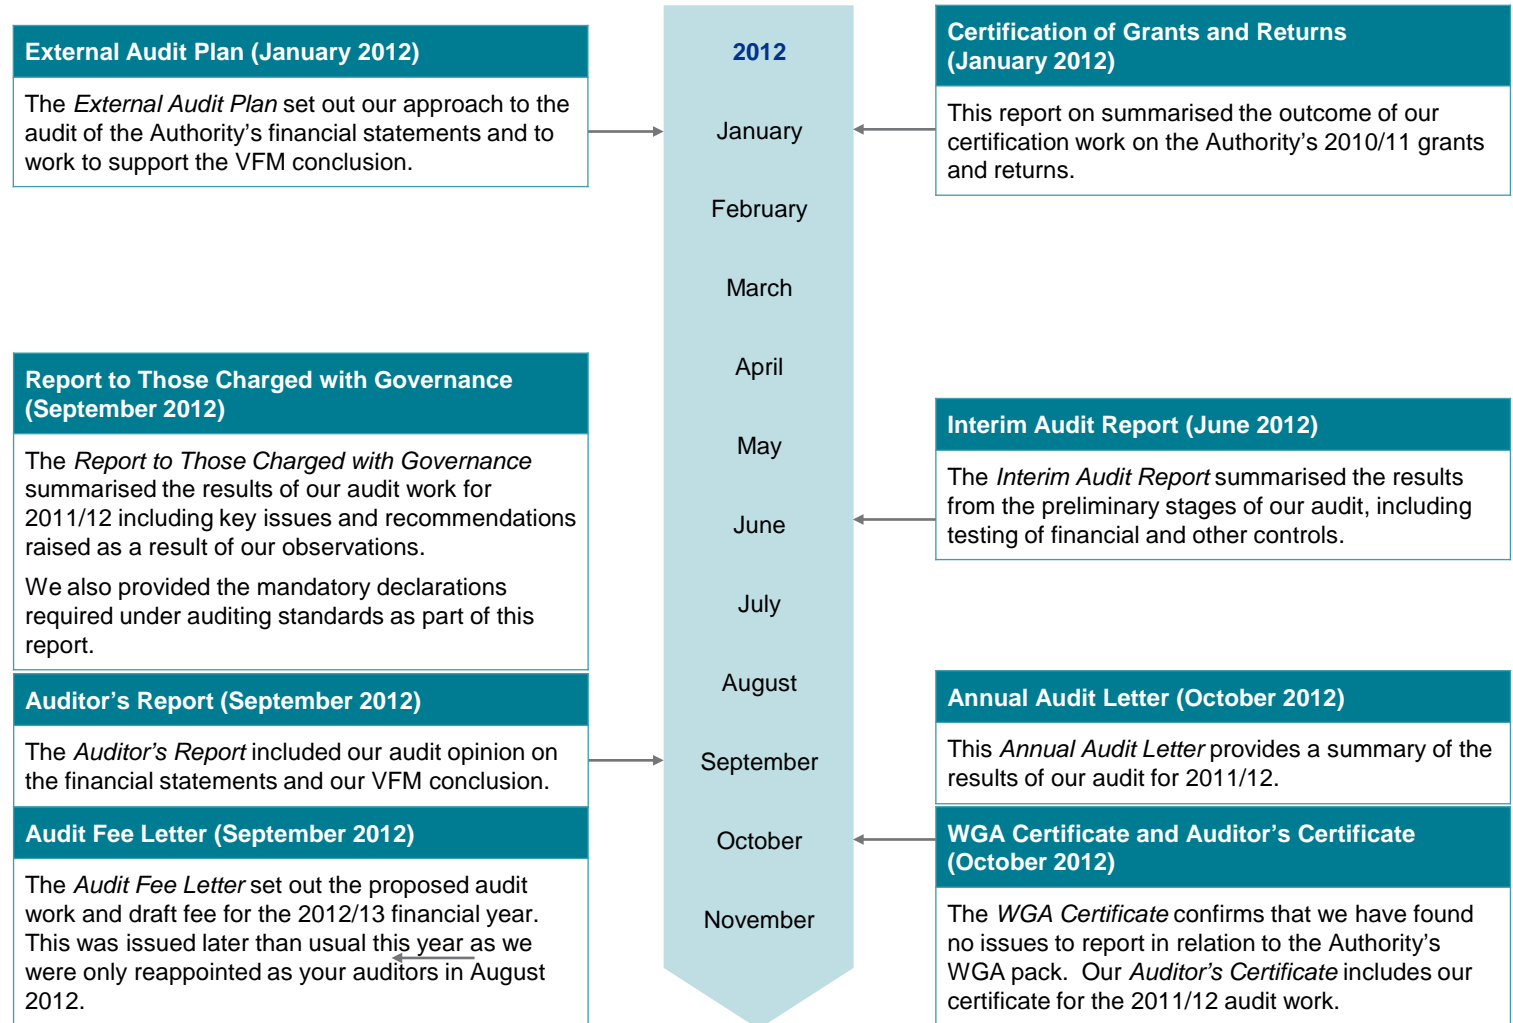 External Audit Plan (January 2012)
The External Audit Plan set out our approach to the
audit of the Authority's financial statements and to
work to support the VFM conclusion.
Report to Those Charged with Governance
(September 2012)
The Report to Those Charged with Governance
summarised the results of our audit work for
2011/12 including key issues and recommendations
raised as a result of our observations.
We also provided the mandatory declarations
required under auditing standards as part of this
report.
Auditor's Report (September 2012)
The Auditor's Report included our audit opinion on
the financial statements and our VFM conclusion.
Audit Fee Letter (September 2012)
The Audit Fee Letter set out the proposed audit
work and draft fee for the 2012/13 financial year.
This was issued later than usual this year as we
were only reappointed as your auditors in August
2012.
2012
January
February
March
April
May
June
July
August
September
October
November
Certification of Grants and Returns
(January 2012)
This report on summarised the outcome of our
certification work on the Authority's 2010/11 grants
and returns.
Interim Audit Report (June 2012)
The Interim Audit Report summarised the results
from the preliminary stages of our audit, including
testing of financial and other controls.
Annual Audit Letter (October 2012)
This Annual Audit Letter provides a summary of the
results of our audit for 2011/12.
WGA Certificate and Auditor's Certificate
(October 2012)
The WGA Certificate confirms that we have found
no issues to report in relation to the Authority's
WGA pack.  Our Auditor's Certificate includes our
certificate for the 2011/12 audit work.